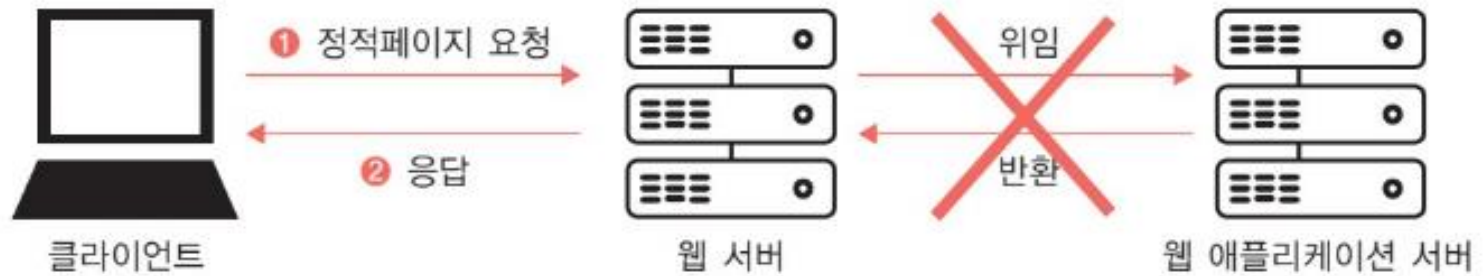 ❶ 정적페이지 요청
위임
❷ 응답
반환
클라이언트
웹 서버
웹 애플리케이션 서버